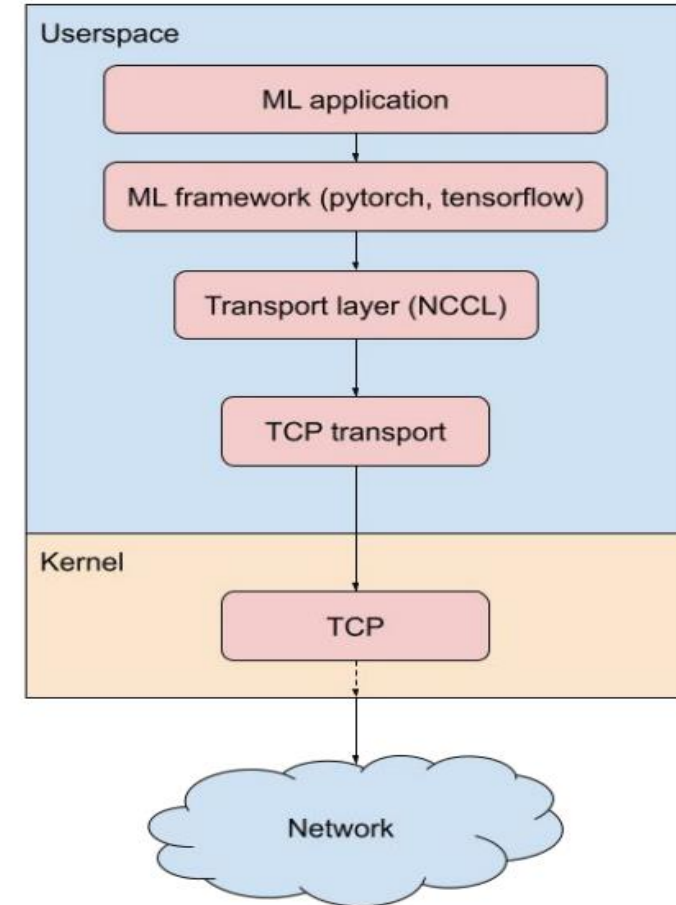 Userspace
ML application
ML framework (pytorch, tensorflow)
Transport layer (NCCL)
TCP transport
Kernel
TCP
Network